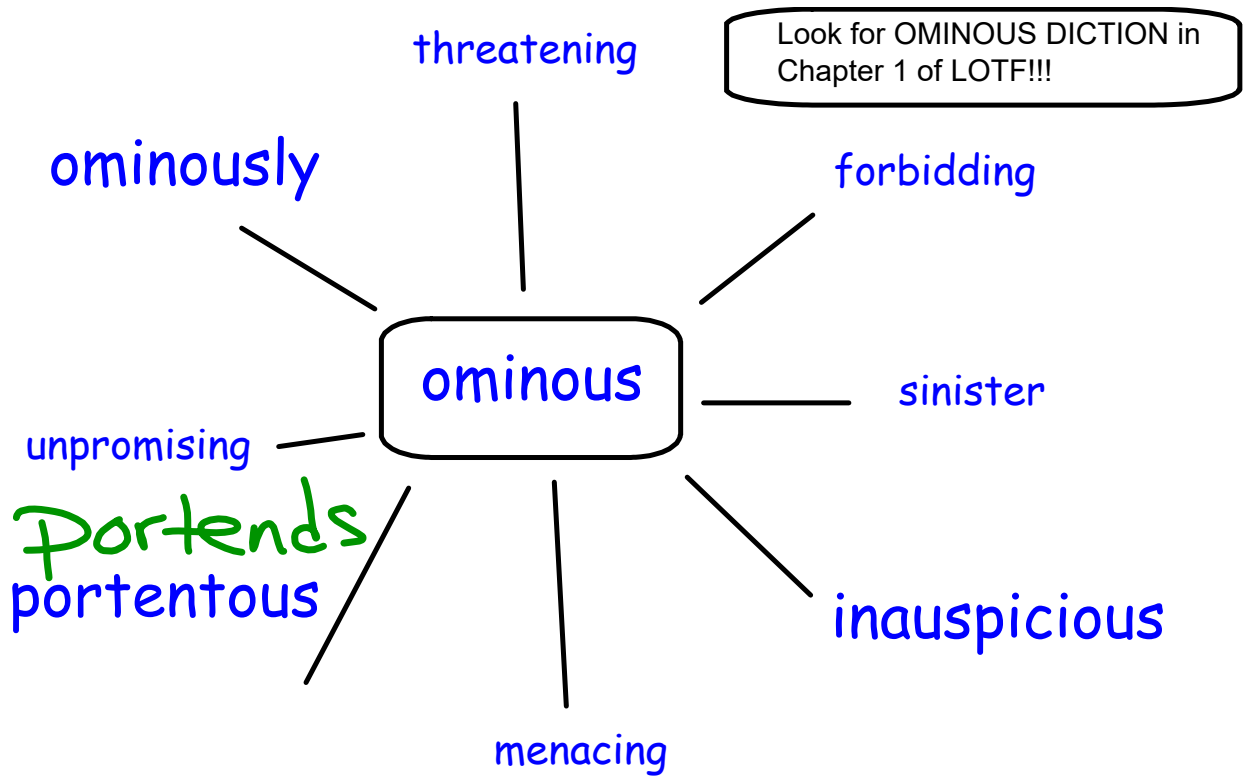 threatening
Look for OMINOUS DICTION in
Chapter 1 of LOTF!!!
ominously
forbidding
ominous
sinister
unpromising
portends
portentous
inauspicious
menacing